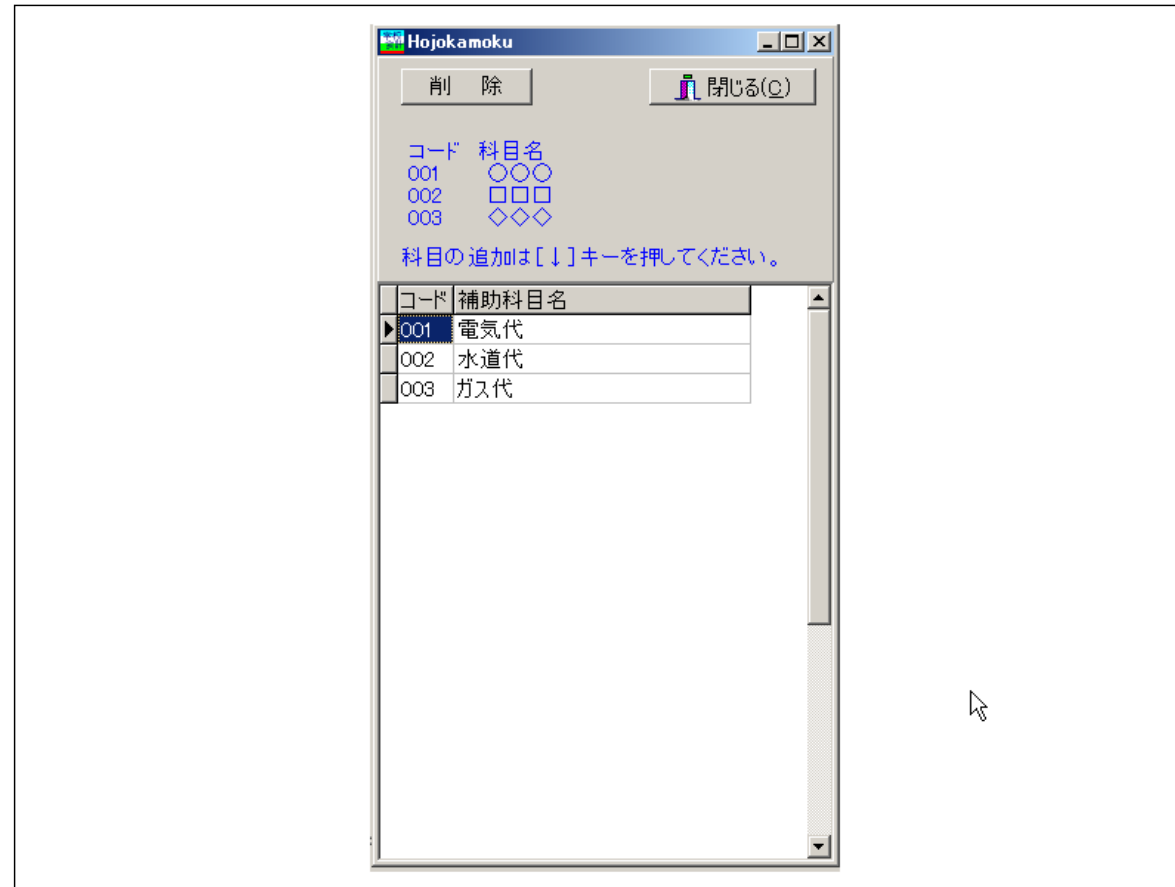 Hojokamoku
削 除 閉じる(C)
コード 科目名
001 ○○○
002 □□□
003 ◇◇◇
科目の追加は[↓]キーを押してください。
コード 補助科目名
001 電気代
002 水道代
003 ガス代